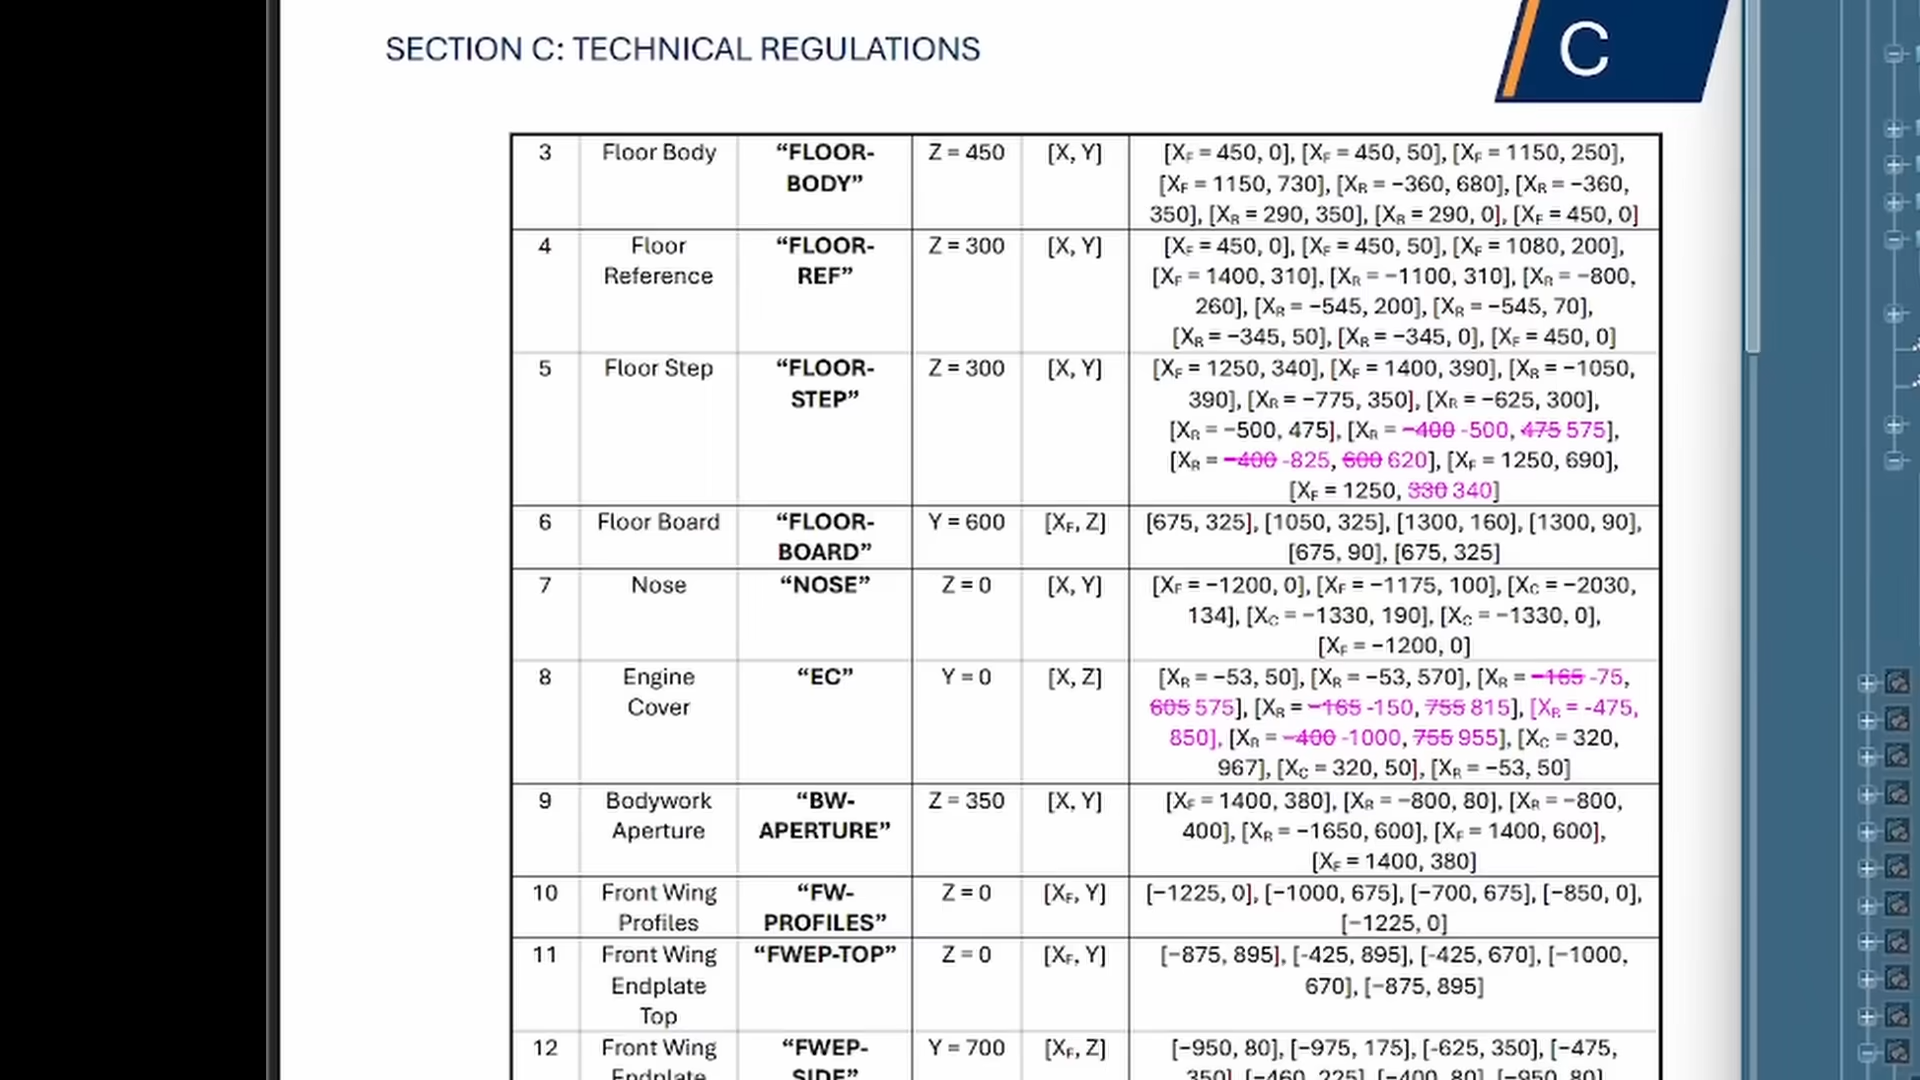 SECTION C: TECHNICAL REGULATIONS
C
3 Floor Body “FLOOR- Z = 450 [X, Y] [XF = 450, 0], [XF = 450, 50], [XF = 1150, 250],
BODY” [XF = 1150, 730], [XR = −360, 680], [XR = −360,
350], [XR = 290, 350], [XR = 290, 0], [XF = 450, 0]
4 Floor “FLOOR- Z = 300 [X, Y] [XF = 450, 0], [XF = 450, 50], [XF = 1080, 200],
Reference REF” [XF = 1400, 310], [XR = −1100, 310], [XR = −800,
260], [XR = −545, 200], [XR = −545, 70],
[XR = −345, 50], [XR = −345, 0], [XF = 450, 0]
5 Floor Step “FLOOR- Z = 300 [X, Y] [XF = 1250, 340], [XF = 1400, 390], [XR = −1050,
STEP” 390], [XR = −775, 350], [XR = −625, 300],
[XR = −500, 475], [XR = −400 -500, 475 575],
[XR = −400 -825, 600 620], [XF = 1250, 690],
[XF = 1250, 330 340]
6 Floor Board “FLOOR- Y = 600 [XF, Z] [675, 325], [1050, 325], [1300, 160], [1300, 90],
BOARD” [675, 90], [675, 325]
7 Nose “NOSE” Z = 0 [X, Y] [XF = −1200, 0], [XF = −1175, 100], [XC = −2030,
134], [XC = −1330, 190], [XC = −1330, 0],
[XF = −1200, 0]
8 Engine “EC” Y = 0 [X, Z] [XR = −53, 50], [XR = −53, 570], [XR = −165 -75,
Cover 605 575], [XR = −165 -150, 755 815], [XR = -475,
850], [XR = −400 -1000, 755 955], [XC = 320,
967], [XC = 320, 50], [XR = −53, 50]
9 Bodywork “BW- Z = 350 [X, Y] [XF = 1400, 380], [XR = −800, 80], [XR = −800,
Aperture APERTURE” 400], [XR = −1650, 600], [XF = 1400, 600],
[XF = 1400, 380]
10 Front Wing “FW- Z = 0 [XF, Y] [−1225, 0], [−1000, 675], [−700, 675], [−850, 0],
Profiles PROFILES” [−1225, 0]
11 Front Wing “FWEP-TOP” Z = 0 [XF, Y] [−875, 895], [-425, 895], [-425, 670], [−1000,
Endplate 670], [−875, 895]
Top
12 Front Wing “FWEP- Y = 700 [XF, Z] [−950, 80], [−975, 175], [-625, 350], [−475,
Endplate SIDE” 350], [−460, 225], [−400, 80], [−950, 80]